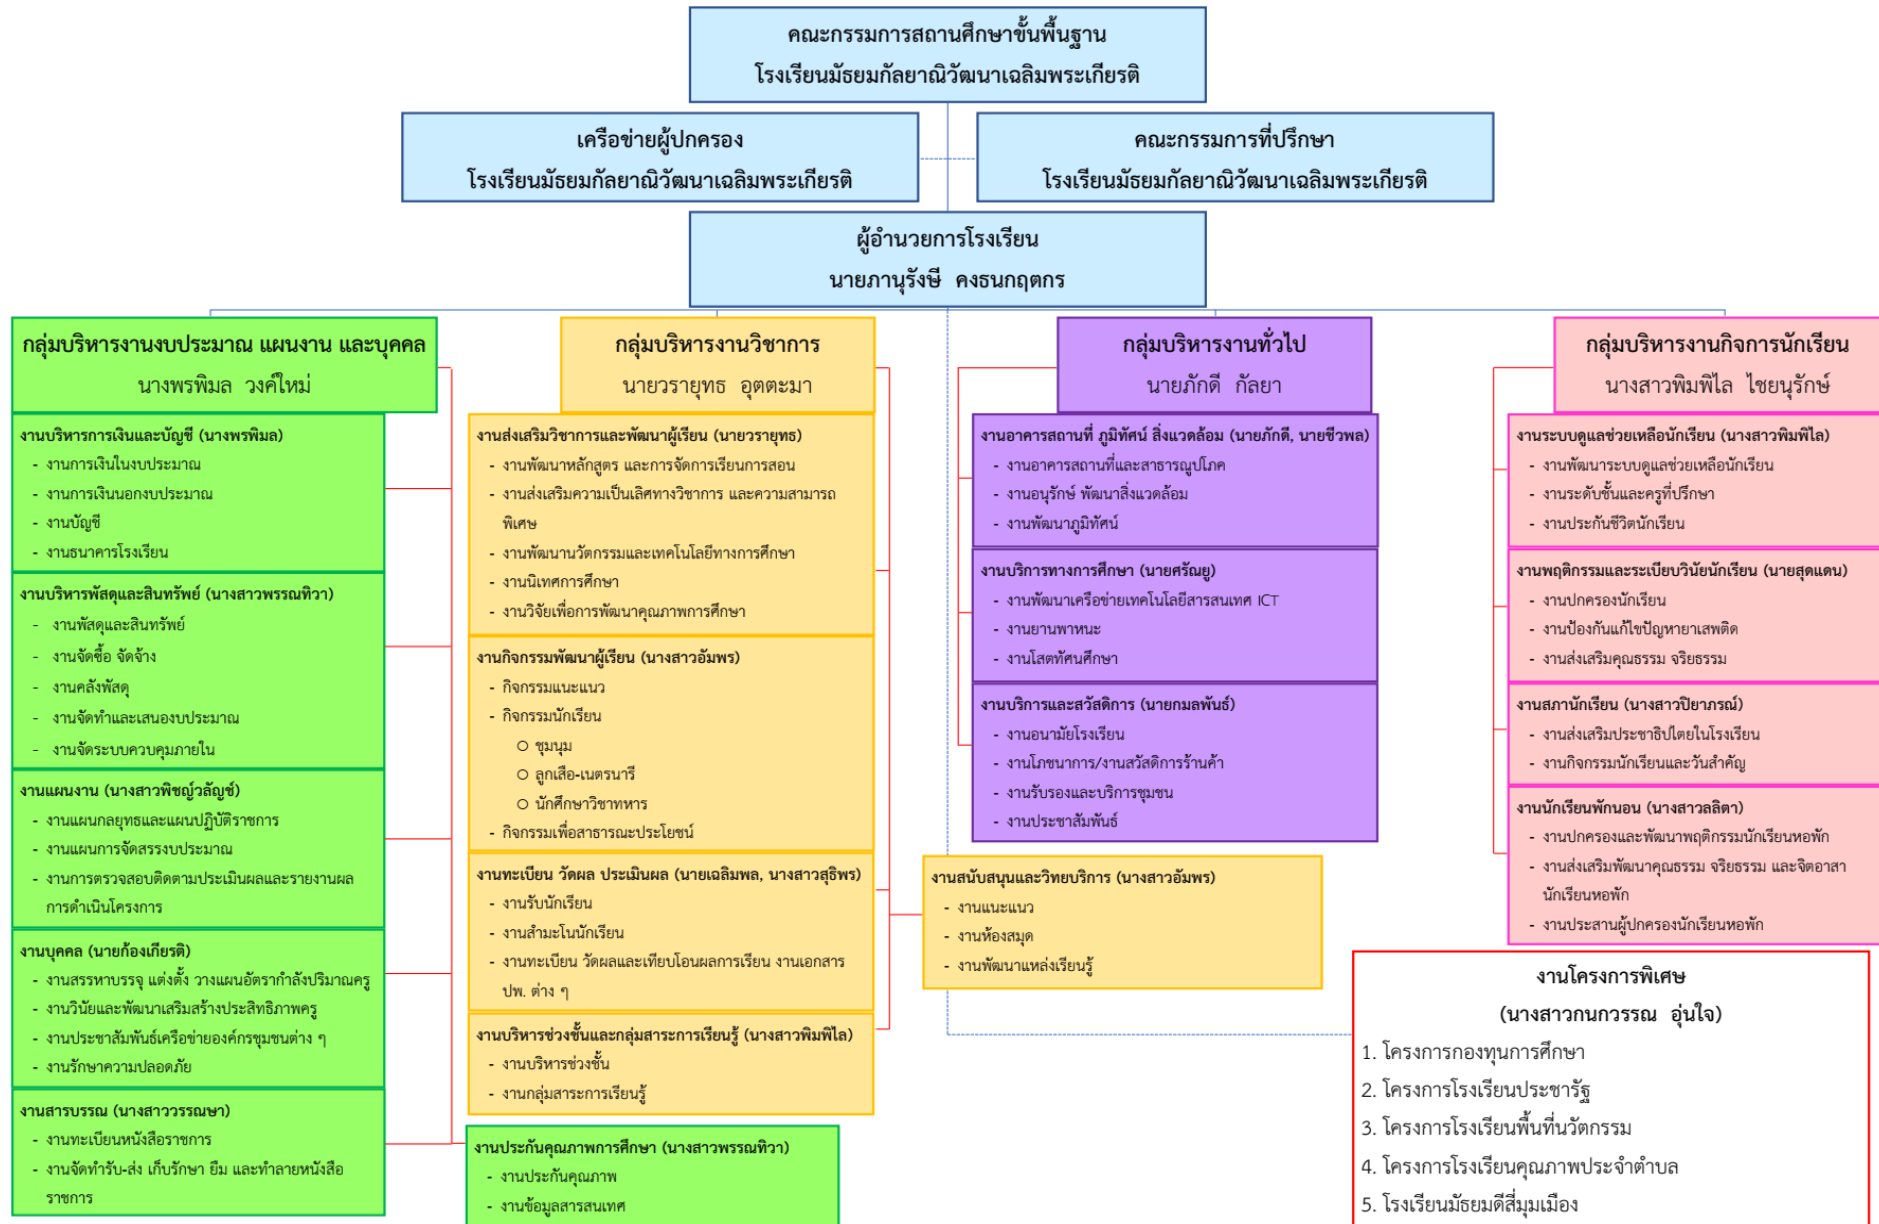 คณะกรรมการสถานศึกษาขั้นพื้นฐาน
โรงเรียนมัธยมกัลยาณิวัฒนาเฉลิมพระเกียรติ
เครือข่ายผู้ปกครอง
โรงเรียนมัธยมกัลยาณิวัฒนาเฉลิมพระเกียรติ
คณะกรรมการที่ปรึกษา
โรงเรียนมัธยมกัลยาณิวัฒนาเฉลิมพระเกียรติ
ผู้อำนวยการโรงเรียน
นายภานุรังษี คงธนกฤตกร
กลุ่มบริหารงานงบประมาณ แผนงาน และบุคคล
นางพรพิมล วงค์ใหม่
งานบริหารการเงินและบัญชี (นางพรพิมล)
- งานการเงินในงบประมาณ
- งานการเงินนอกงบประมาณ
- งานบัญชี
- งานธนาคารโรงเรียน
งานบริหารพัสดุและสินทรัพย์ (นางสาวพรรณทิวา)
- งานพัสดุและสินทรัพย์
- งานจัดซื้อ จัดจ้าง
- งานคลังพัสดุ
- งานจัดทำและเสนองบประมาณ
- งานจัดระบบควบคุมภายใน
งานแผนงาน (นางสาวพิชญ์วลัญช์)
- งานแผนกลยุทธและแผนปฏิบัติราชการ
- งานแผนการจัดสรรงบประมาณ
- งานการตรวจสอบติดตามประเมินผลและรายงานผล
การดำเนินโครงการ
งานบุคคล (นายก้องเกียรติ)
- งานสรรหาบรรจุ แต่งตั้ง วางแผนอัตรากำลังปริมาณครู
- งานวินัยและพัฒนาเสริมสร้างประสิทธิภาพครู
- งานประชาสัมพันธ์เครือข่ายองค์กรชุมชนต่าง ๆ
- งานรักษาความปลอดภัย
งานสารบรรณ (นางสาววรรณษา)
- งานทะเบียนหนังสือราชการ
- งานจัดทำรับ-ส่ง เก็บรักษา ยืม และทำลายหนังสือ
ราชการ
กลุ่มบริหารงานวิชาการ
นายวรายุทธ อุตตะมา
งานส่งเสริมวิชาการและพัฒนาผู้เรียน (นายวรายุทธ)
- งานพัฒนาหลักสูตร และการจัดการเรียนการสอน
- งานส่งเสริมความเป็นเลิศทางวิชาการ และความสามารถ
พิเศษ
- งานพัฒนานวัตกรรมและเทคโนโลยีทางการศึกษา
- งานนิเทศการศึกษา
- งานวิจัยเพื่อการพัฒนาคุณภาพการศึกษา
งานกิจกรรมพัฒนาผู้เรียน (นางสาวอัมพร)
- กิจกรรมแนะแนว
- กิจกรรมนักเรียน
○ ชุมนุม
○ ลูกเสือ-เนตรนารี
○ นักศึกษาวิชาทหาร
- กิจกรรมเพื่อสาธารณะประโยชน์
งานทะเบียน วัดผล ประเมินผล (นายเฉลิมพล, นางสาวสุธิพร)
- งานรับนักเรียน
- งานสำมะโนนักเรียน
- งานทะเบียน วัดผลและเทียบโอนผลการเรียน งานเอกสาร
ปพ. ต่าง ๆ
งานบริหารช่วงชั้นและกลุ่มสาระการเรียนรู้ (นางสาวพิมพิไล)
- งานบริหารช่วงชั้น
- งานกลุ่มสาระการเรียนรู้
งานประกันคุณภาพการศึกษา (นางสาวพรรณทิวา)
- งานประกันคุณภาพ
- งานข้อมูลสารสนเทศ
กลุ่มบริหารงานทั่วไป
นายภักดี กัลยา
งานอาคารสถานที่ ภูมิทัศน์ สิ่งแวดล้อม (นายภักดี, นายชีวพล)
- งานอาคารสถานที่และสาธารณูปโภค
- งานอนุรักษ์ พัฒนาสิ่งแวดล้อม
- งานพัฒนาภูมิทัศน์
งานบริการทางการศึกษา (นายศรัณยู)
- งานพัฒนาเครือข่ายเทคโนโลยีสารสนเทศ ICT
- งานยานพาหนะ
- งานโสตทัศนศึกษา
งานบริการและสวัสดิการ (นายกมลพันธ์)
- งานอนามัยโรงเรียน
- งานโภชนาการ/งานสวัสดิการร้านค้า
- งานรับรองและบริการชุมชน
- งานประชาสัมพันธ์
งานสนับสนุนและวิทยบริการ (นางสาวอัมพร)
- งานแนะแนว
- งานห้องสมุด
- งานพัฒนาแหล่งเรียนรู้
กลุ่มบริหารงานกิจการนักเรียน
นางสาวพิมพิไล ไชยนุรักษ์
งานระบบดูแลช่วยเหลือนักเรียน (นางสาวพิมพิไล)
- งานพัฒนาระบบดูแลช่วยเหลือนักเรียน
- งานระดับชั้นและครูที่ปรึกษา
- งานประกันชีวิตนักเรียน
งานพฤติกรรมและระเบียบวินัยนักเรียน (นายสุดแดน)
- งานปกครองนักเรียน
- งานป้องกันแก้ไขปัญหายาเสพติด
- งานส่งเสริมคุณธรรม จริยธรรม
งานสภานักเรียน (นางสาวปิยาภรณ์)
- งานส่งเสริมประชาธิปไตยในโรงเรียน
- งานกิจกรรมนักเรียนและวันสำคัญ
งานนักเรียนพักนอน (นางสาวลลิตา)
- งานปกครองและพัฒนาพฤติกรรมนักเรียนหอพัก
- งานส่งเสริมพัฒนาคุณธรรม จริยธรรม และจิตอาสา
นักเรียนหอพัก
- งานประสานผู้ปกครองนักเรียนหอพัก
งานโครงการพิเศษ
(นางสาวกนกวรรณ อุ่นใจ)
1. โครงการกองทุนการศึกษา
2. โครงการโรงเรียนประชารัฐ
3. โครงการโรงเรียนพื้นที่นวัตกรรม
4. โครงการโรงเรียนคุณภาพประจำตำบล
5. โรงเรียนมัธยมดีสี่มุมเมือง